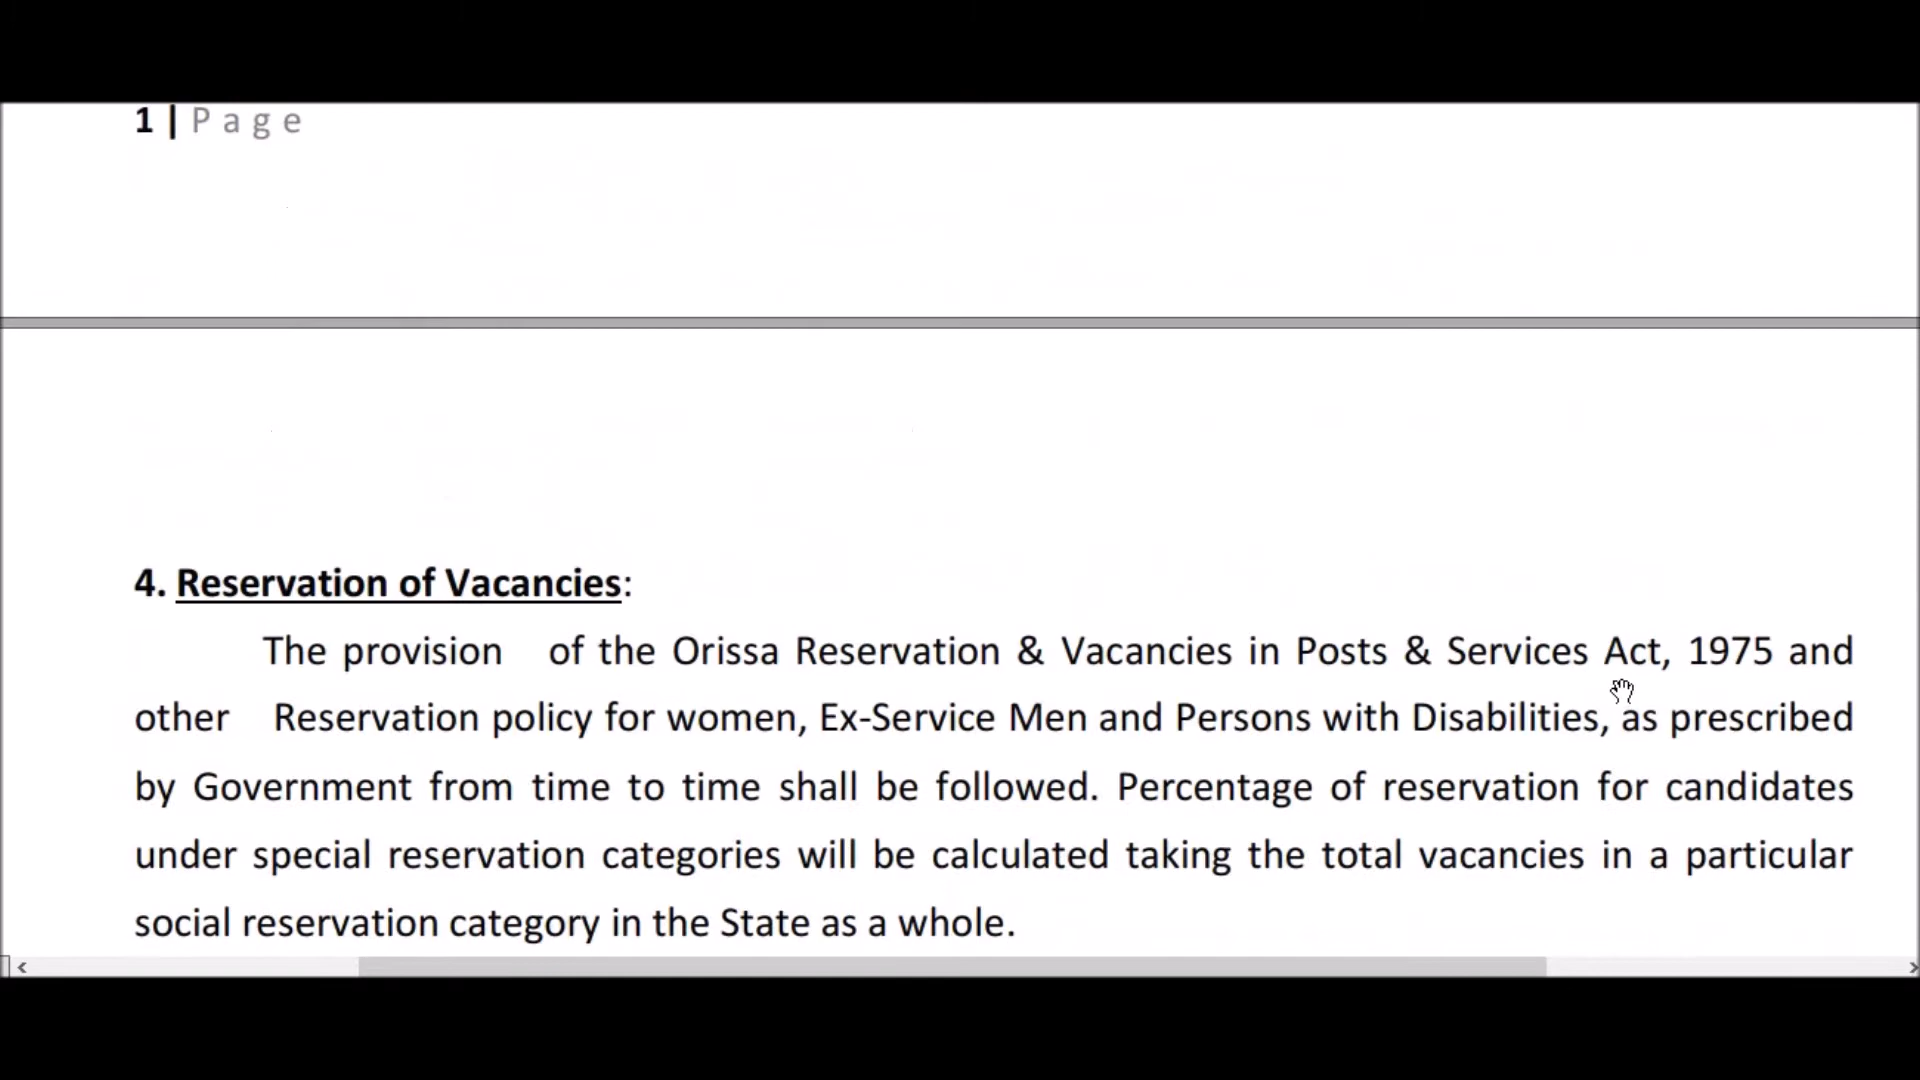 1 | Page
4. Reservation of Vacancies:
The provision of the Orissa Reservation & Vacancies in Posts & Services Act, 1975 and
other Reservation policy for women, Ex-Service Men and Persons with Disabilities, as prescribed
by Government from time to time shall be followed. Percentage of reservation for candidates
under special reservation categories will be calculated taking the total vacancies in a particular
social reservation category in the State as a whole.